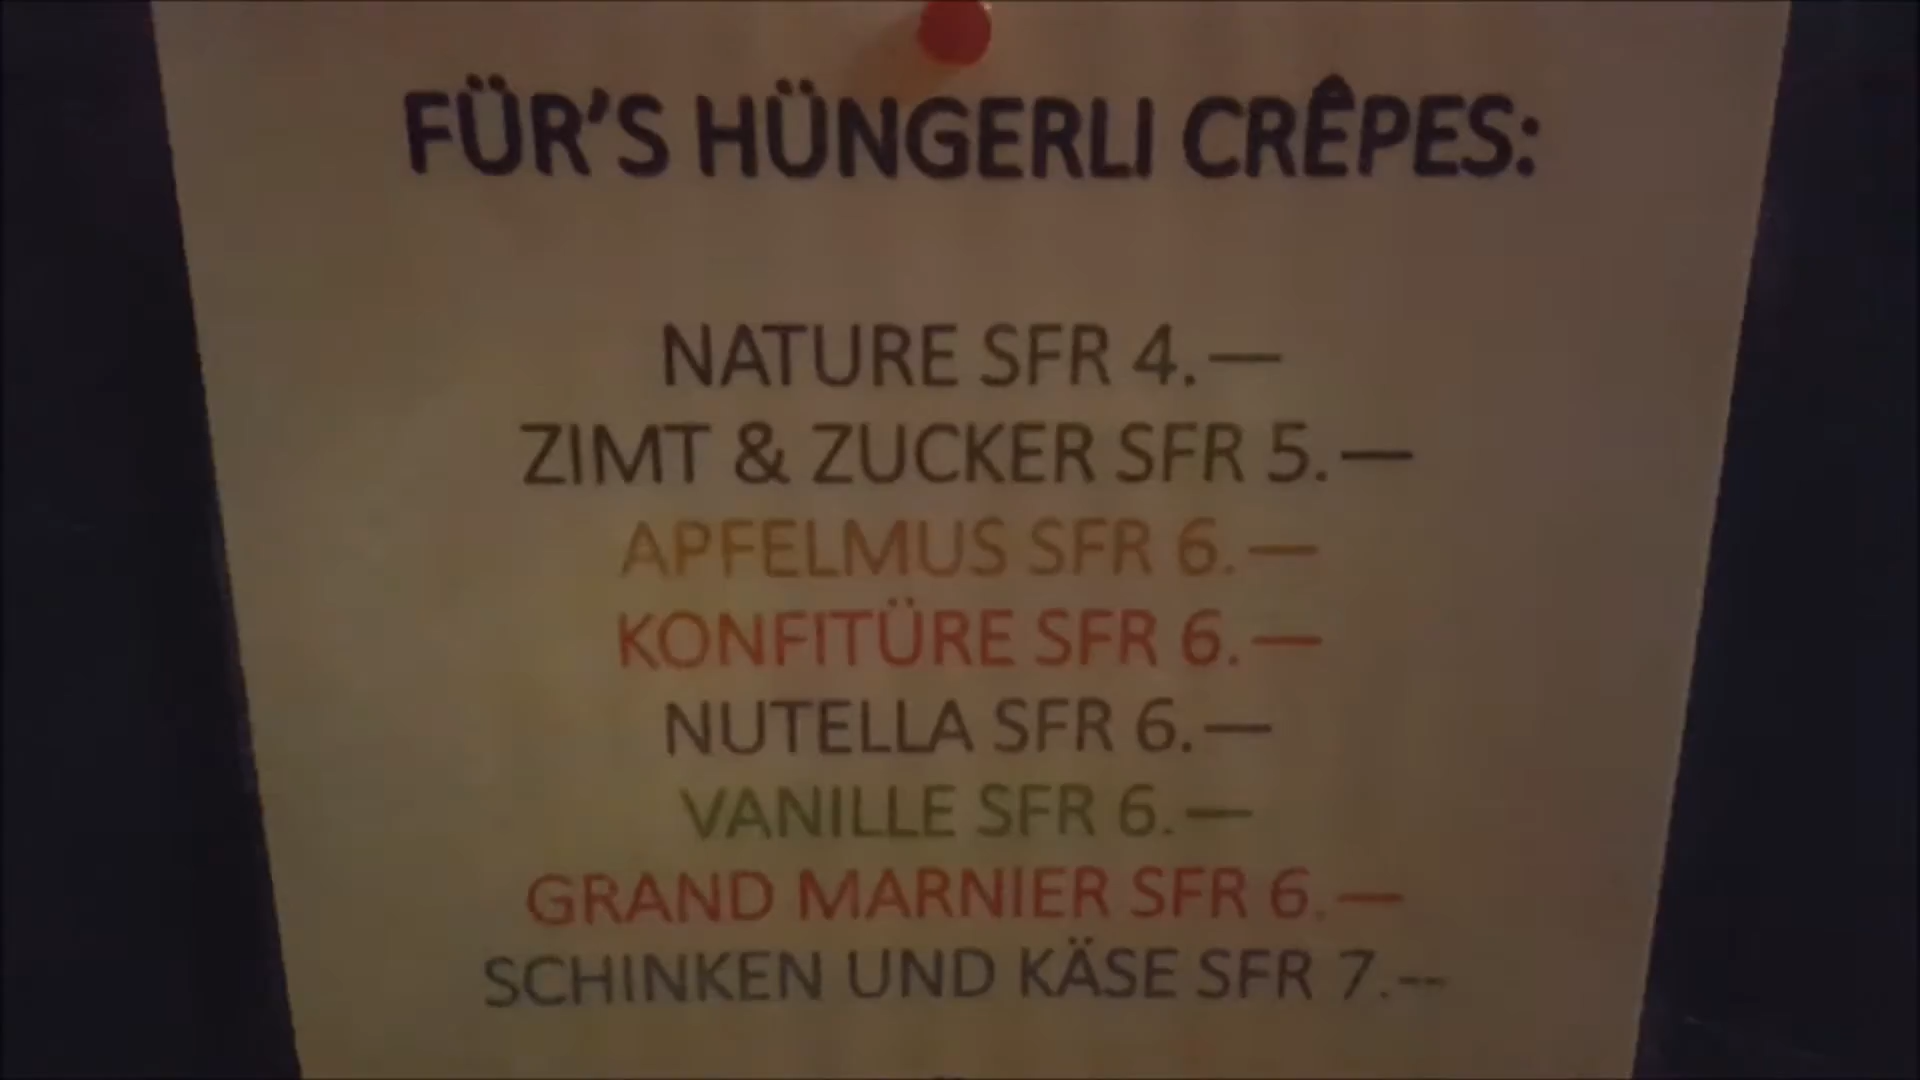 FÜR'S HÜNGERLI CRÊPES:
NATURE SFR 4.—
ZIMT & ZUCKER SFR 5.—
APFELMUS SFR 6.—
KONFITÜRE SFR 6.—
NUTELLA SFR 6.—
VANILLE SFR 6.—
GRAND MARNIER SFR 6.—
SCHINKEN UND KÄSE SFR 7.--